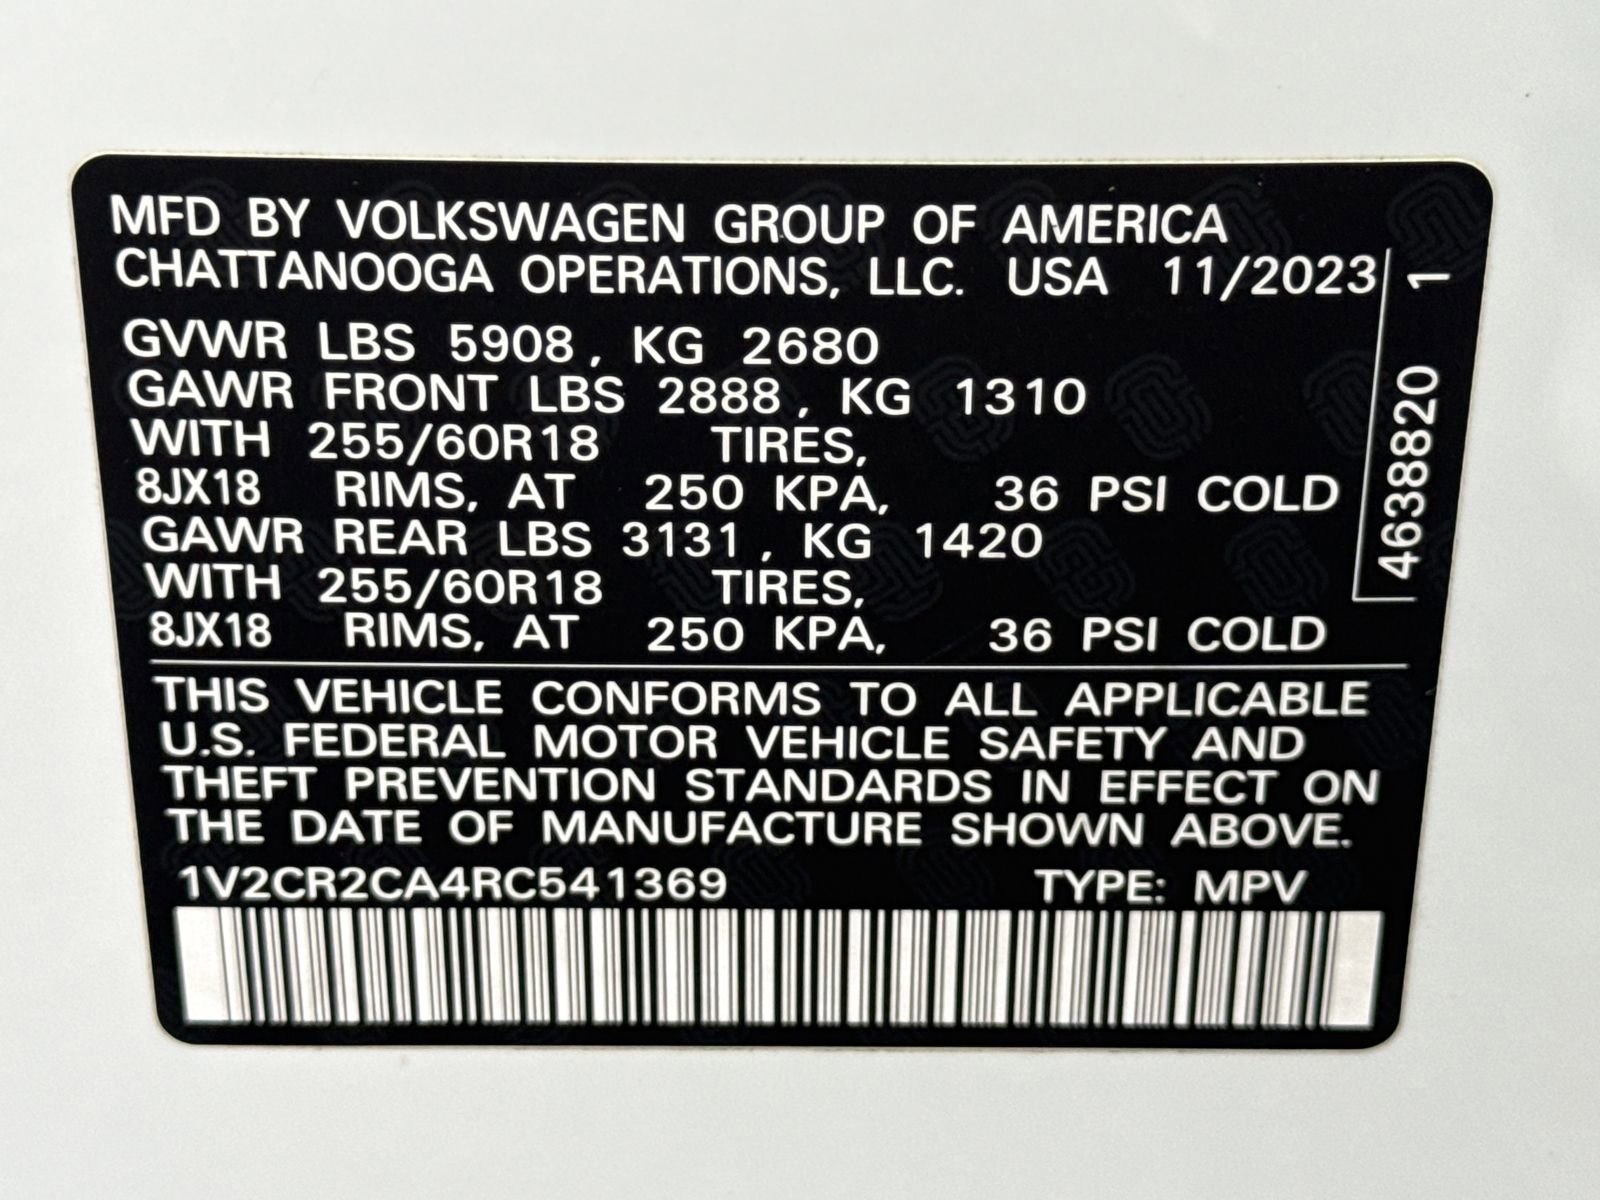 MFD BY VOLKSWAGEN GROUP OF AMERICA
CHATTANOOGA OPERATIONS, LLC. USA 11/2023
GVWR LBS 5908, KG 2680
GAWR FRONT LBS 2888, KG 1310
WITH 255/60R18 TIRES,
8JX18 RIMS, AT 250 KPA, 36 PSI COLD
GAWR REAR LBS 3131, KG 1420
WITH 255/60R18 TIRES,
8JX18 RIMS, AT 250 KPA, 36 PSI COLD
4638820 1
THIS VEHICLE CONFORMS TO ALL APPLICABLE
U.S. FEDERAL MOTOR VEHICLE SAFETY AND
THEFT PREVENTION STANDARDS IN EFFECT ON
THE DATE OF MANUFACTURE SHOWN ABOVE.
1V2CR2CA4RC541369 TYPE: MPV